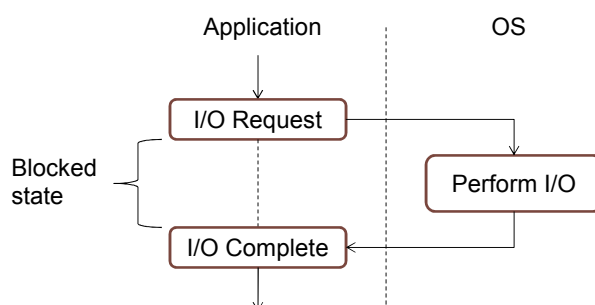 Application
OS
I/O Request
Blocked
state
Perform I/O
I/O Complete